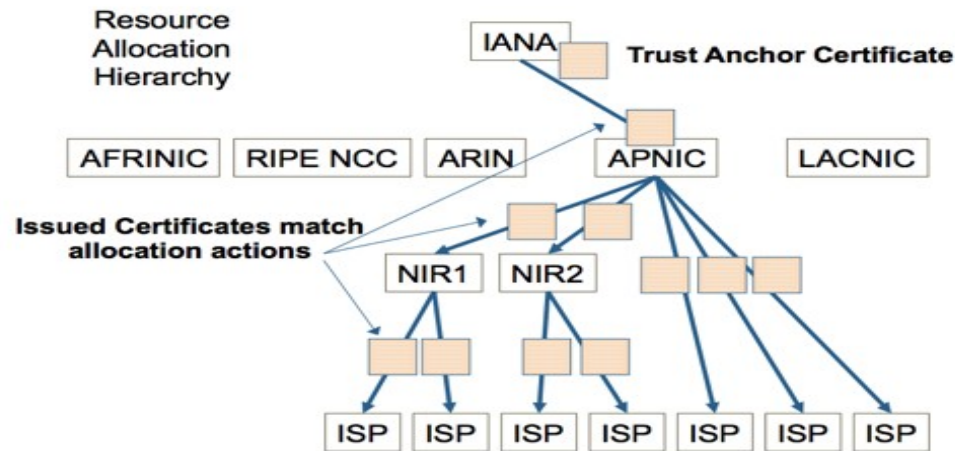 Resource
Allocation
Hierarchy
IANA
Trust Anchor Certificate
AFRINIC
RIPE NCC
ARIN
APNIC
LACNIC
Issued Certificates match
allocation actions
NIR1
NIR2
ISP
ISP
ISP
ISP
ISP
ISP
ISP